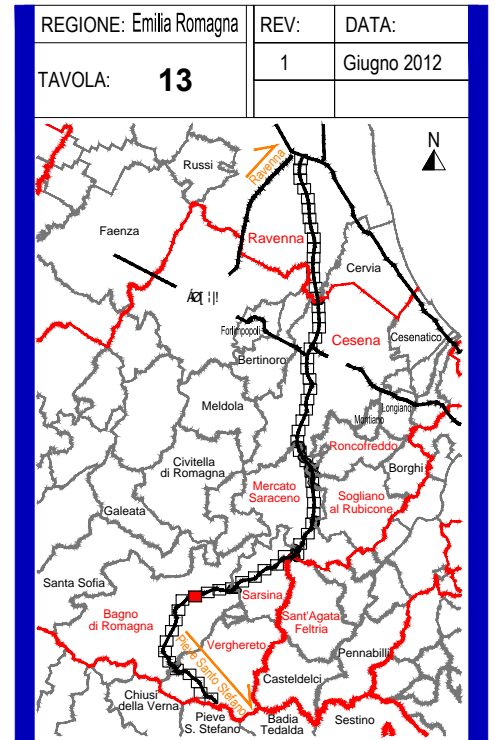 REGIONE: Emilia Romagna
REV:
DATA:
TAVOLA: 13
1
Giugno 2012
N
Russi
Ravenna
Faenza
Ravenna
Cervia
Forlimpopoli
Cesena
Cesenatico
Bertinoro
Meldola
Longiano
Montiano
Roncofreddo
Civitella
di Romagna
Borghi
Mercato
Saraceno
Sogliano
al Rubicone
Galeata
Santa Sofia
Sarsina
Bagno
di Romagna
Sant'Agata
Feltria
Verghereto
Pieve Santo Stefano
Pennabilli
Casteldelci
Chiusi
della Verna
Pieve
S. Stefano
Badia
Tedalda
Sestino